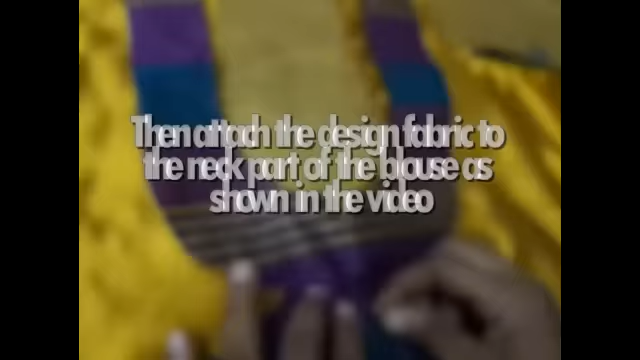 Then attach the design fabric to
the neck part of the blouse as
shown in the video